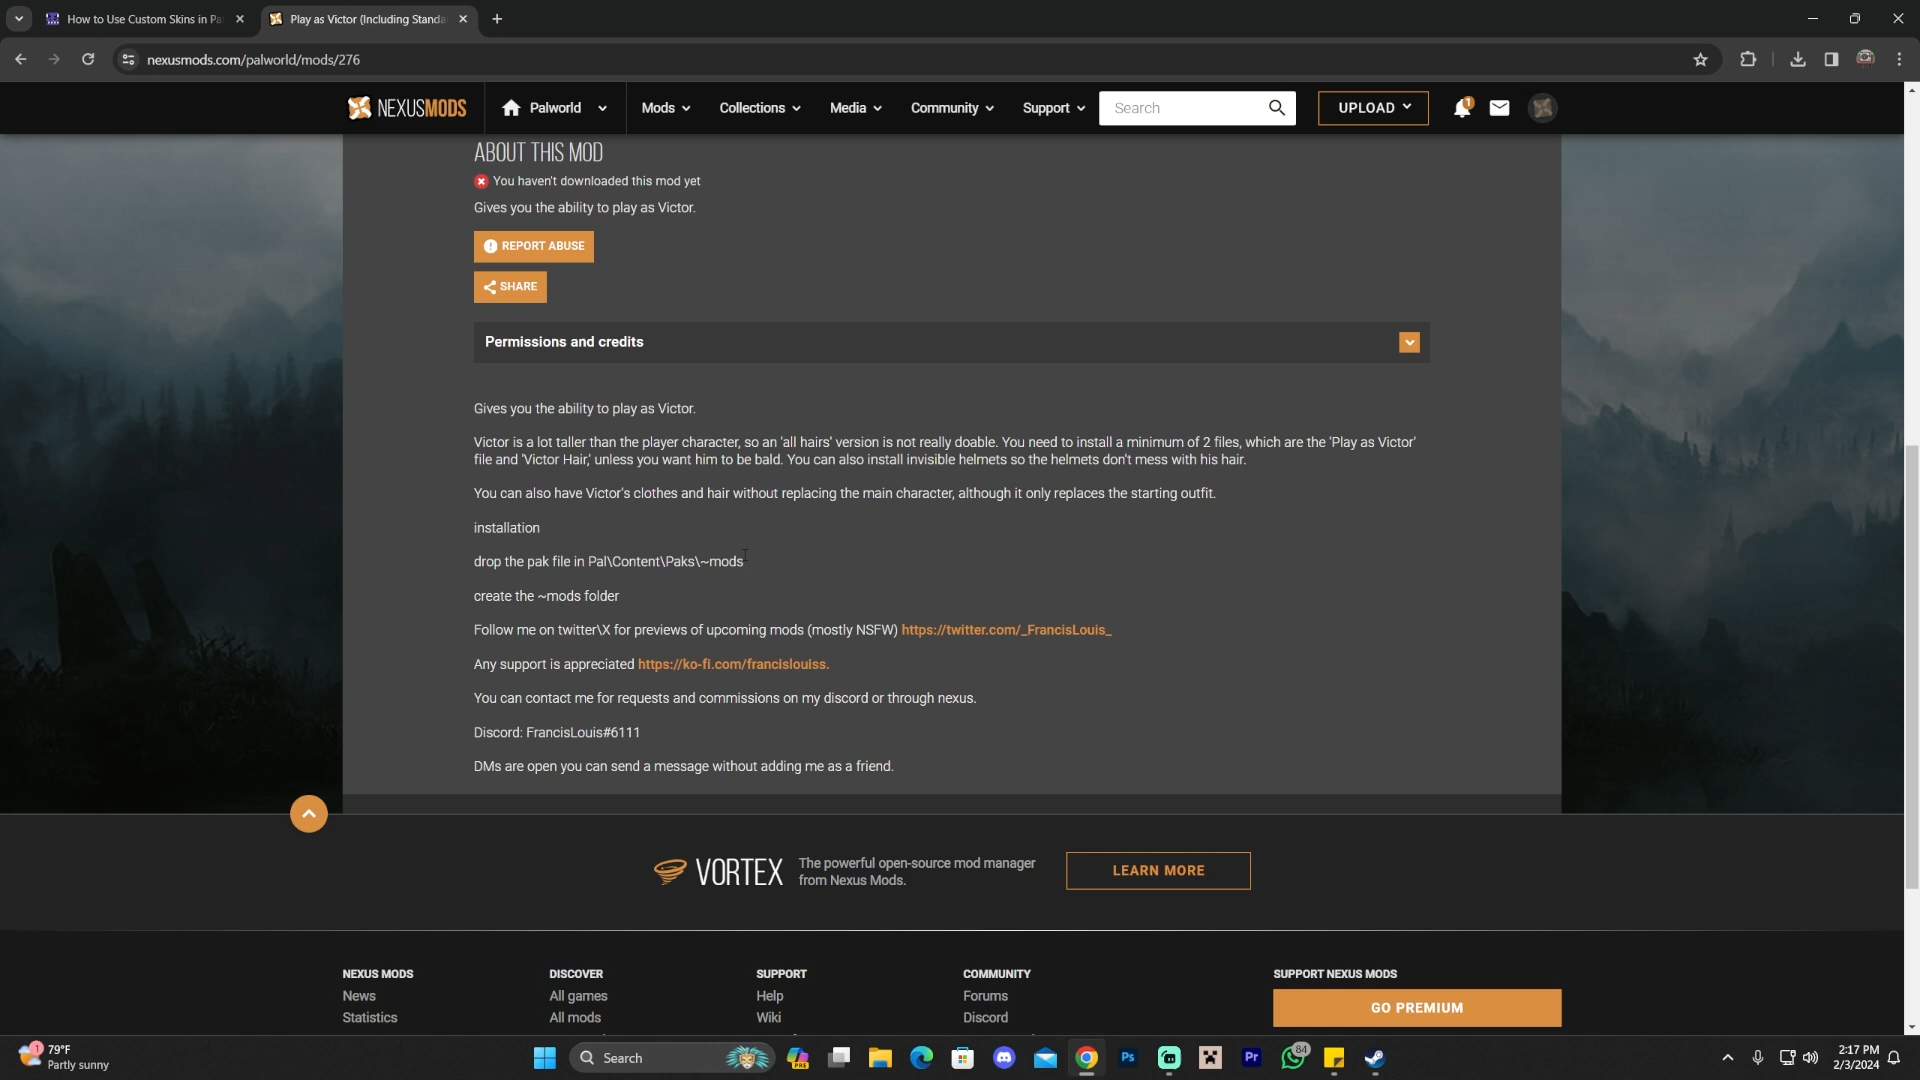 How to Use Custom Skins in Pa
Play as Victor (Including Standa
nexusmods.com/palworld/mods/276
NEXUSMODS
Palworld
Mods
Collections
Media
Community
Support
Search
UPLOAD
1
ABOUT THIS MOD
You haven't downloaded this mod yet
Gives you the ability to play as Victor.
REPORT ABUSE
SHARE
Permissions and credits
Gives you the ability to play as Victor.
Victor is a lot taller than the player character, so an 'all hairs' version is not really doable. You need to install a minimum of 2 files, which are the 'Play as Victor'
file and 'Victor Hair,' unless you want him to be bald. You can also install invisible helmets so the helmets don't mess with his hair.
You can also have Victor's clothes and hair without replacing the main character, although it only replaces the starting outfit.
installation
drop the pak file in Pal\Content\Paks\~mods
create the ~mods folder
Follow me on twitter\X for previews of upcoming mods (mostly NSFW) https://twitter.com/_FrancisLouis_
Any support is appreciated https://ko-fi.com/francislouiss.
You can contact me for requests and commissions on my discord or through nexus.
Discord: FrancisLouis#6111
DMs are open you can send a message without adding me as a friend.
VORTEX
The powerful open-source mod manager
from Nexus Mods.
LEARN MORE
NEXUS MODS
News
Statistics
DISCOVER
All games
All mods
SUPPORT
Help
Wiki
COMMUNITY
Forums
Discord
SUPPORT NEXUS MODS
GO PREMIUM
1
79°F
Partly sunny
Search
PRE
Ps
Pr
84
2:17 PM
2/3/2024